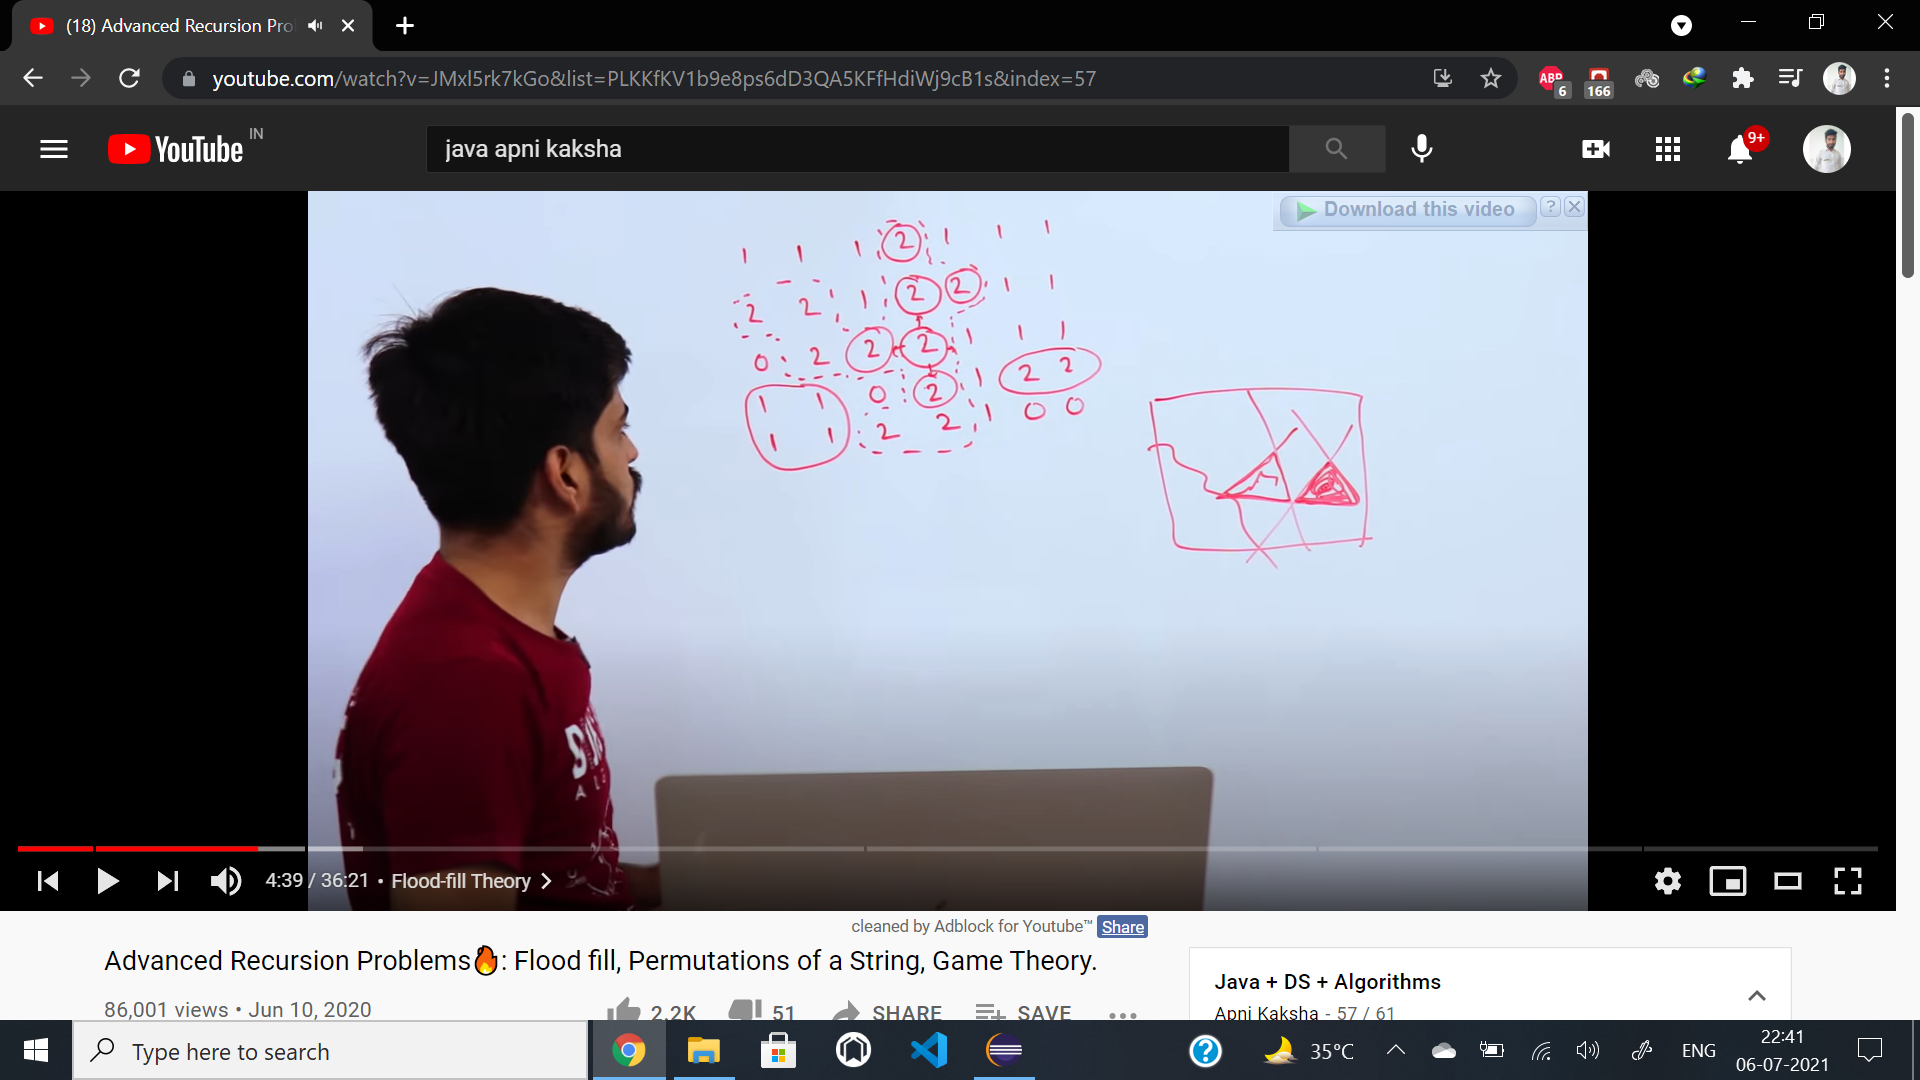 (18) Advanced Recursion Pro
youtube.com/watch?v=JMxl5rk7kGo&list=PLKKfKV1b9e8ps6dD3QA5KFfHdiWj9cB1s&index=57
ABP
6
166
YouTube IN
java apni kaksha
9+
Download this video ? X
1 1 1 2 1 1 1
2 2 1 2 2 1 1
0 2 2 2 1 1 1
1 1 0 2 1 2 2
1 1 2 2 1 0 0
4:39 / 36:21 • Flood-fill Theory
cleaned by Adblock for Youtube™ Share
Advanced Recursion Problems🔥: Flood fill, Permutations of a String, Game Theory.
86,001 views • Jun 10, 2020
2.2K 51 SHARE SAVE
Java + DS + Algorithms
Apni Kaksha - 57 / 61
Type here to search
35°C
ENG
22:41
06-07-2021